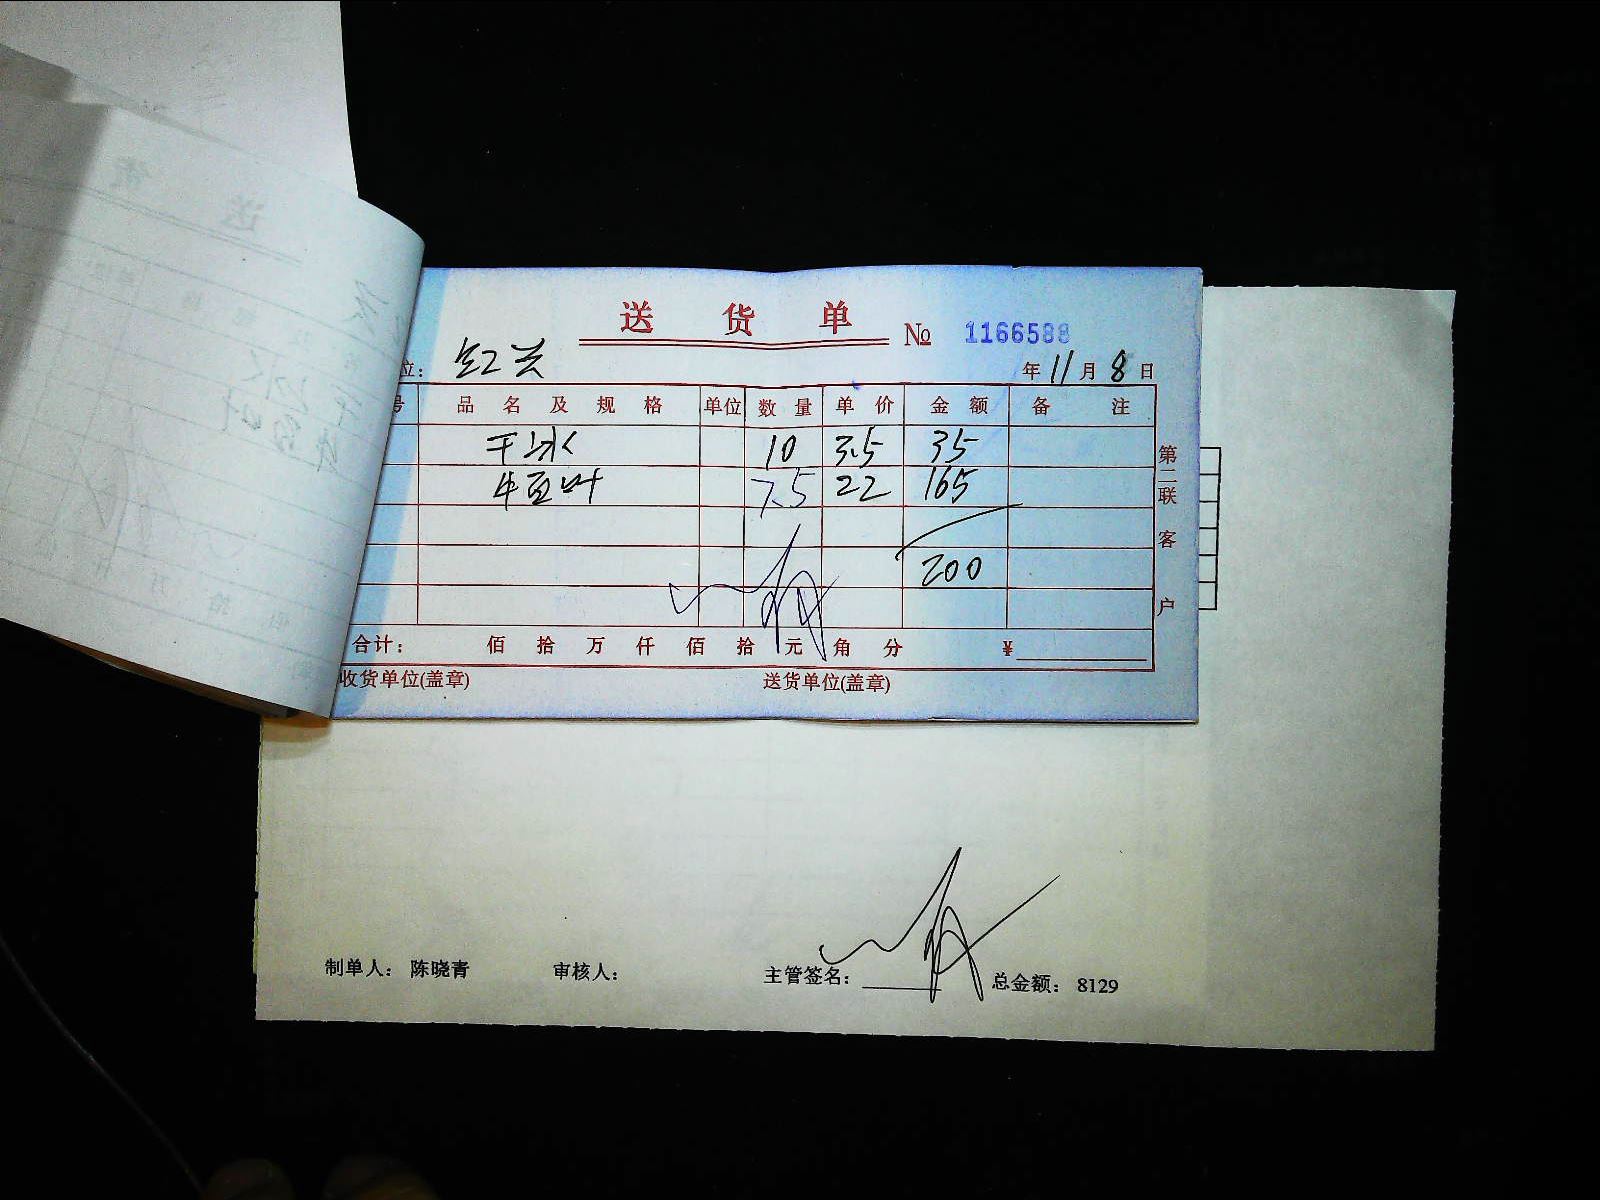 送货单 № 1166588
位： 红兴 年 11 月 8 日
号 品名及规格 单位 数量 单价 金额 备注
干冰 10 3.5 35
牛百叶 7.5 22 165
200
合计： 佰 拾 万 仟 佰 拾 元 角 分 ¥
收货单位(盖章) 送货单位(盖章)
第二联 客户
制单人： 陈晓青 审核人： 主管签名： 总金额： 8129